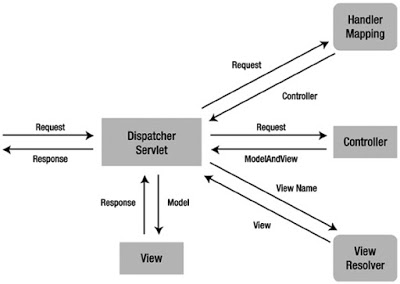 Handler
Mapping
Request
Controller
Request
Response
Dispatcher
Servlet
Request
ModelAndView
Controller
Response
Model
View Name
View
View
View
Resolver